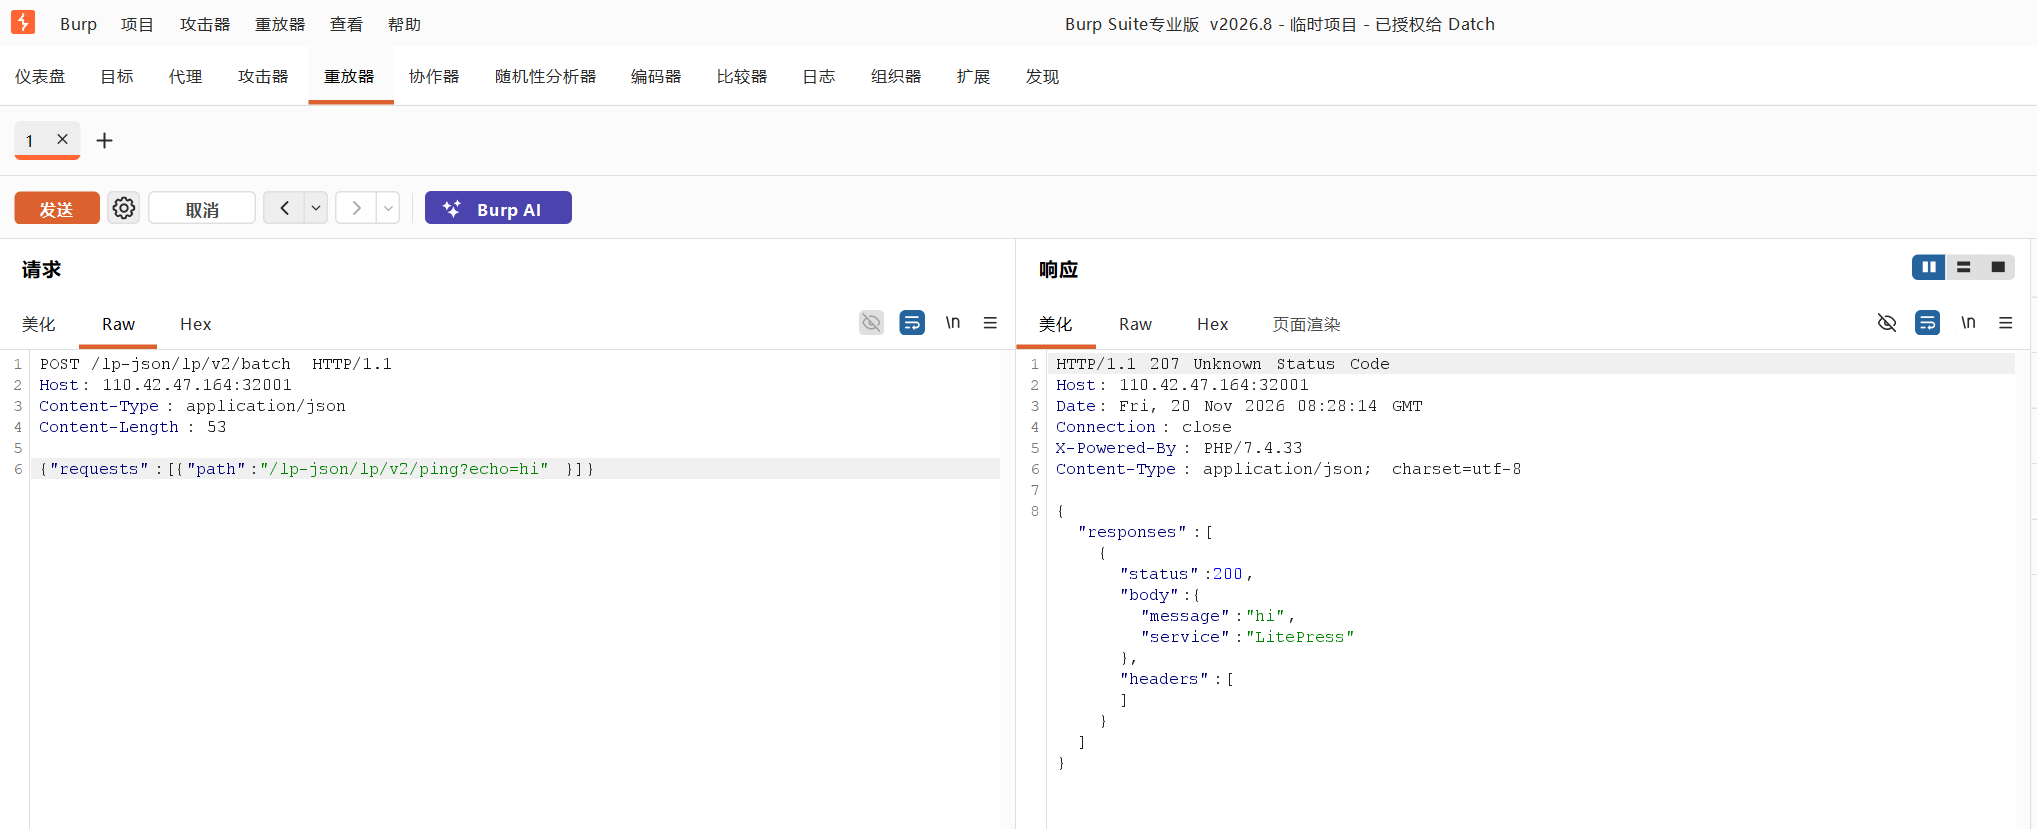 Burp 项目 攻击器 重放器 查看 帮助 Burp Suite专业版 v2026.8 - 临时项目 - 已授权给 Datch
仪表盘 目标 代理 攻击器 重放器 协作器 随机性分析器 编码器 比较器 日志 组织器 扩展 发现
1 × +
发送 取消 < > Burp AI
请求
美化 Raw Hex \n
1 POST /lp-json/lp/v2/batch HTTP/1.1
2 Host: 110.42.47.164:32001
3 Content-Type: application/json
4 Content-Length: 53
5
6 {"requests":[{"path":"/lp-json/lp/v2/ping?echo=hi" }]}
响应
美化 Raw Hex 页面渲染 \n
1 HTTP/1.1 207 Unknown Status Code
2 Host: 110.42.47.164:32001
3 Date: Fri, 20 Nov 2026 08:28:14 GMT
4 Connection: close
5 X-Powered-By: PHP/7.4.33
6 Content-Type: application/json; charset=utf-8
7
8 {
"responses":[
{
"status":200,
"body":{
"message":"hi",
"service":"LitePress"
},
"headers":[
]
}
]
}